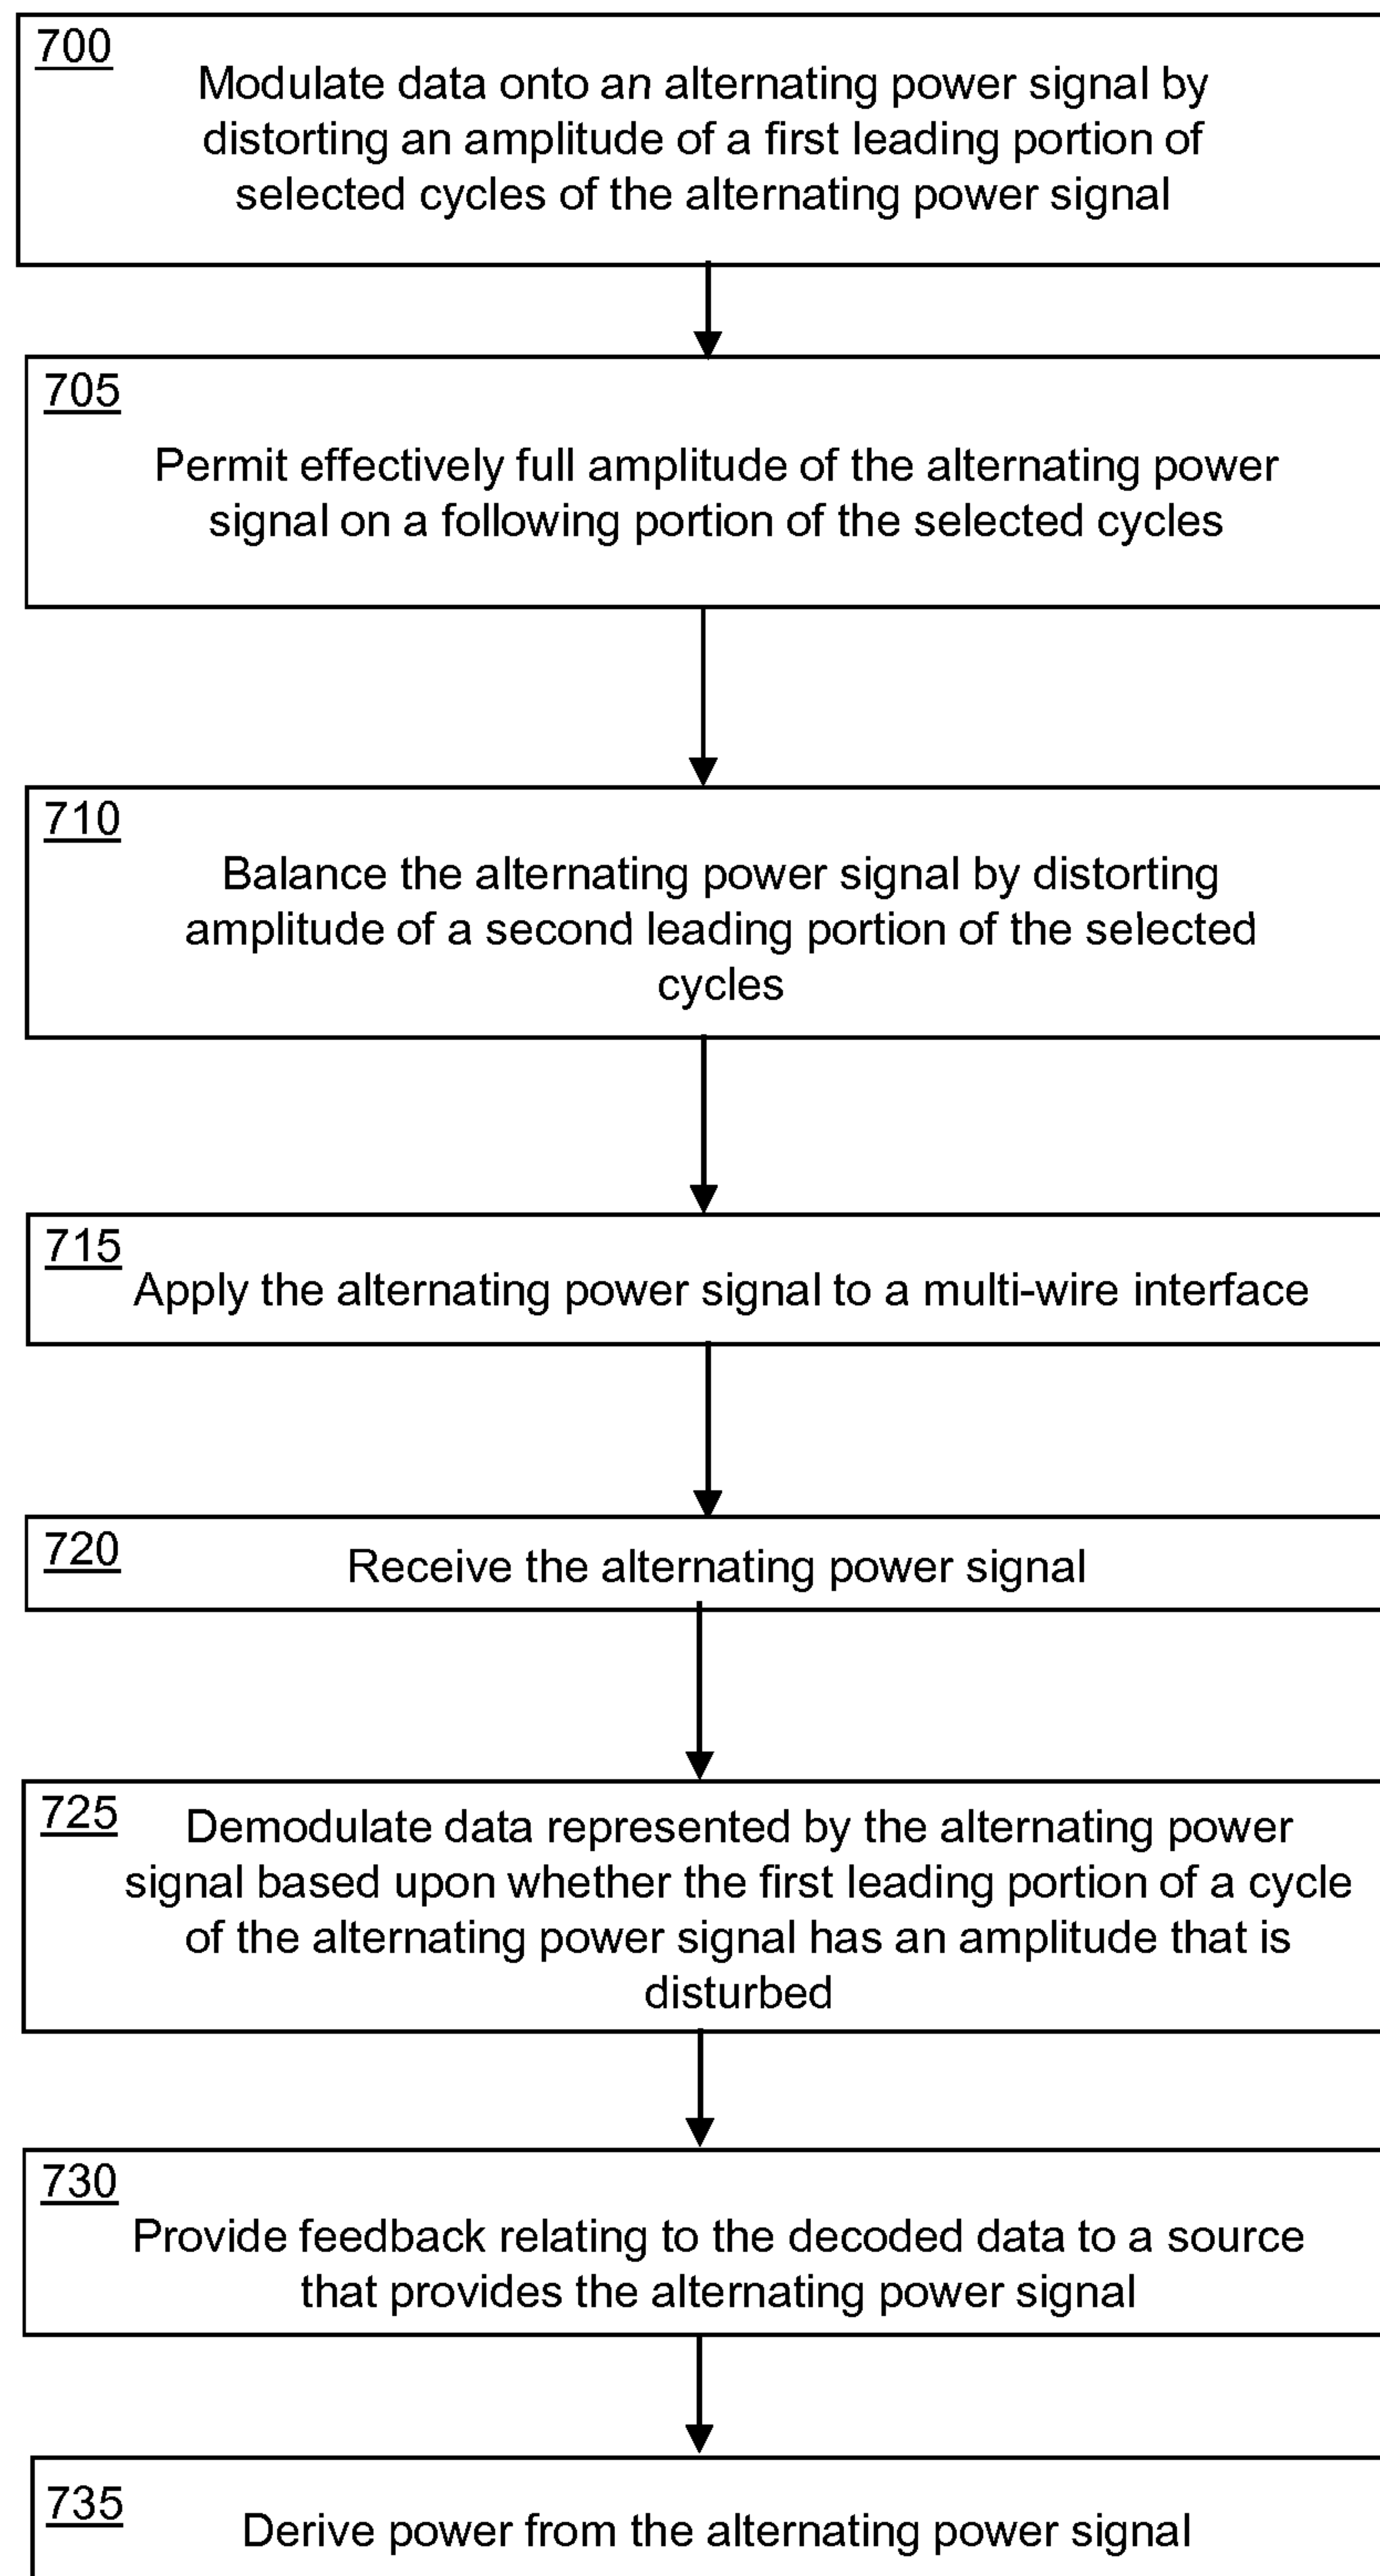 700
Modulate data onto an alternating power signal by
distorting an amplitude of a first leading portion of
selected cycles of the alternating power signal
705
Permit effectively full amplitude of the alternating power
signal on a following portion of the selected cycles
710
Balance the alternating power signal by distorting
amplitude of a second leading portion of the selected
cycles
715
Apply the alternating power signal to a multi-wire interface
720
Receive the alternating power signal
725
Demodulate data represented by the alternating power
signal based upon whether the first leading portion of a cycle
of the alternating power signal has an amplitude that is
disturbed
730
Provide feedback relating to the decoded data to a source
that provides the alternating power signal
735
Derive power from the alternating power signal